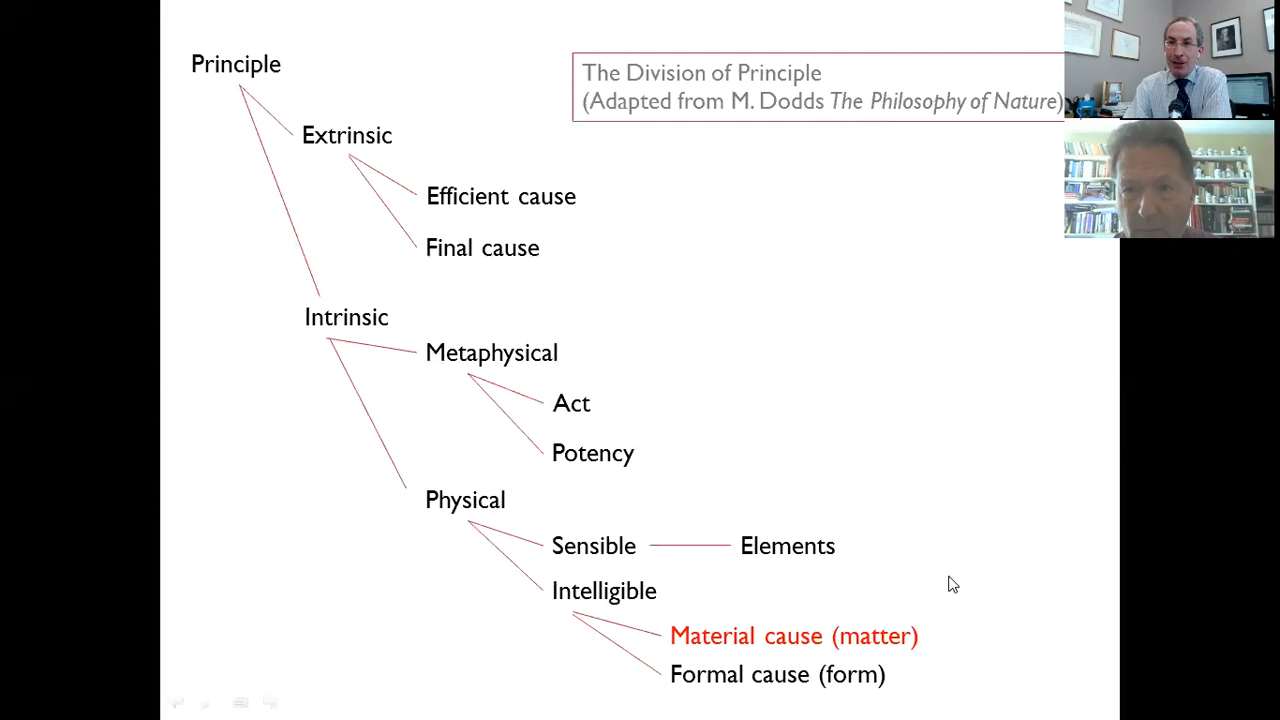 Principle
The Division of Principle
(Adapted from M. Dodds The Philosophy of Nature)
Extrinsic
Efficient cause
Final cause
Intrinsic
Metaphysical
Act
Potency
Physical
Sensible
Elements
Intelligible
Material cause (matter)
Formal cause (form)